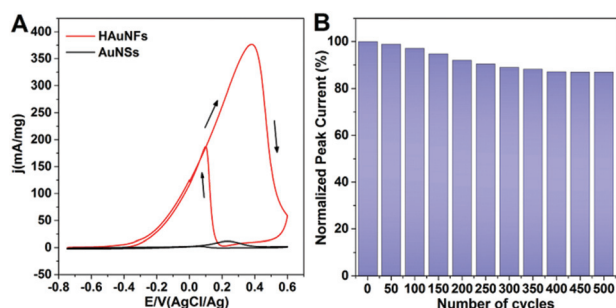 A
HAuNFs
AuNSs
j(mA/mg)
400
350
300
250
200
150
100
50
0
-50
-0.8 -0.6 -0.4 -0.2 0.0 0.2 0.4 0.6
E/V(AgCl/Ag)
B
Normalized Peak Current (%)
100
80
60
40
20
0
0 50 100 150 200 250 300 350 400 450 500
Number of cycles